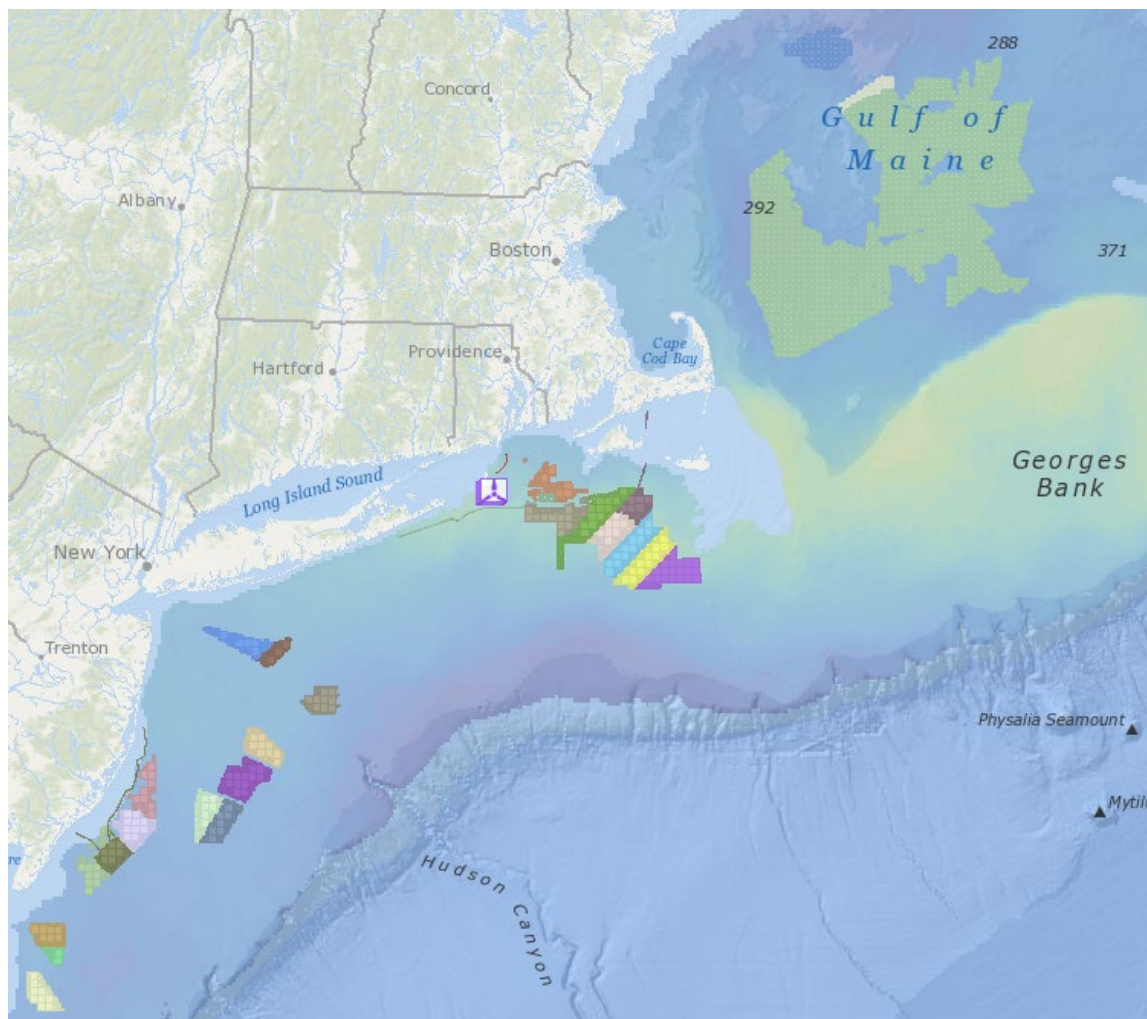 288
Concord
Gulf of
Maine
Albany
292
Boston
371
Providence
Cape
Cod Bay
Hartford
Georges
Bank
Long Island Sound
New York
Trenton
Physalia Seamount
Hudson Canyon